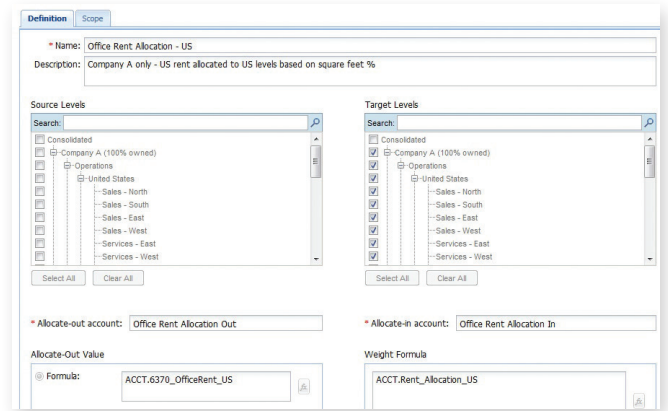 Definition Scope
* Name: Office Rent Allocation - US
Description: Company A only - US rent allocated to US levels based on square feet %
Source Levels Target Levels
Search: Search:
Consolidated Consolidated
Company A (100% owned) Company A (100% owned)
Operations Operations
United States United States
Sales - North Sales - North
Sales - South Sales - South
Sales - East Sales - East
Sales - West Sales - West
Services - East Services - East
Services - West Services - West
Select All Clear All Select All Clear All
* Allocate-out account: Office Rent Allocation Out * Allocate-in account: Office Rent Allocation In
Allocate-Out Value Weight Formula
Formula: ACCT.6370_OfficeRent_US ACCT.Rent_Allocation_US
fx
fx